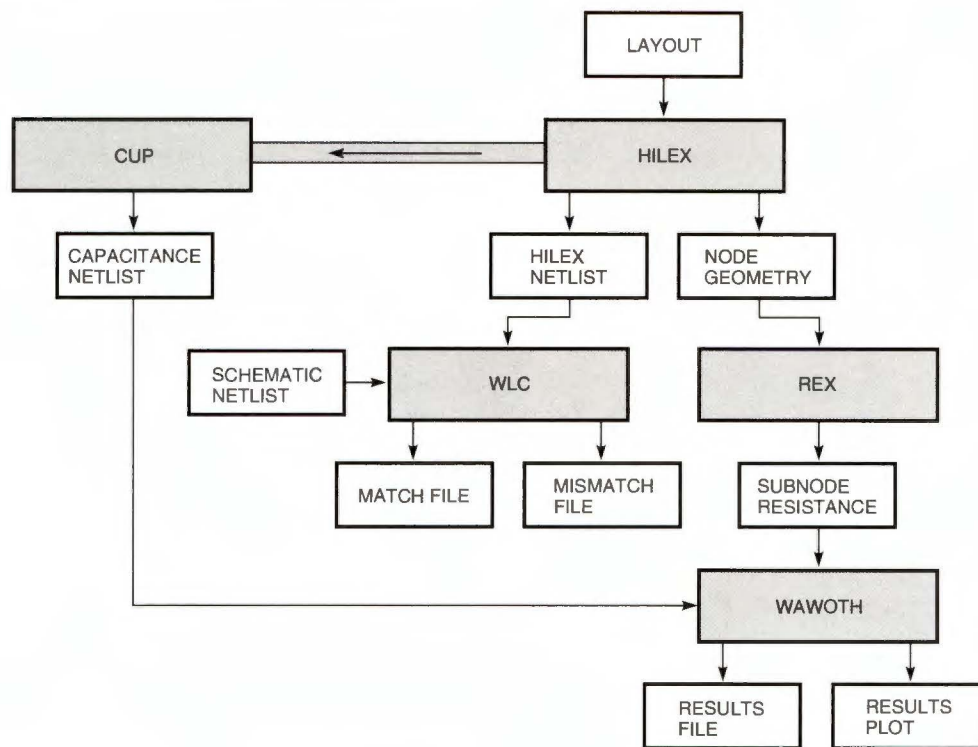 LAYOUT
CUP
HILEX
CAPACITANCE
NETLIST
HILEX
NETLIST
NODE
GEOMETRY
SCHEMATIC
NETLIST
WLC
REX
MATCH FILE
MISMATCH
FILE
SUBNODE
RESISTANCE
WAWOTH
RESULTS
FILE
RESULTS
PLOT